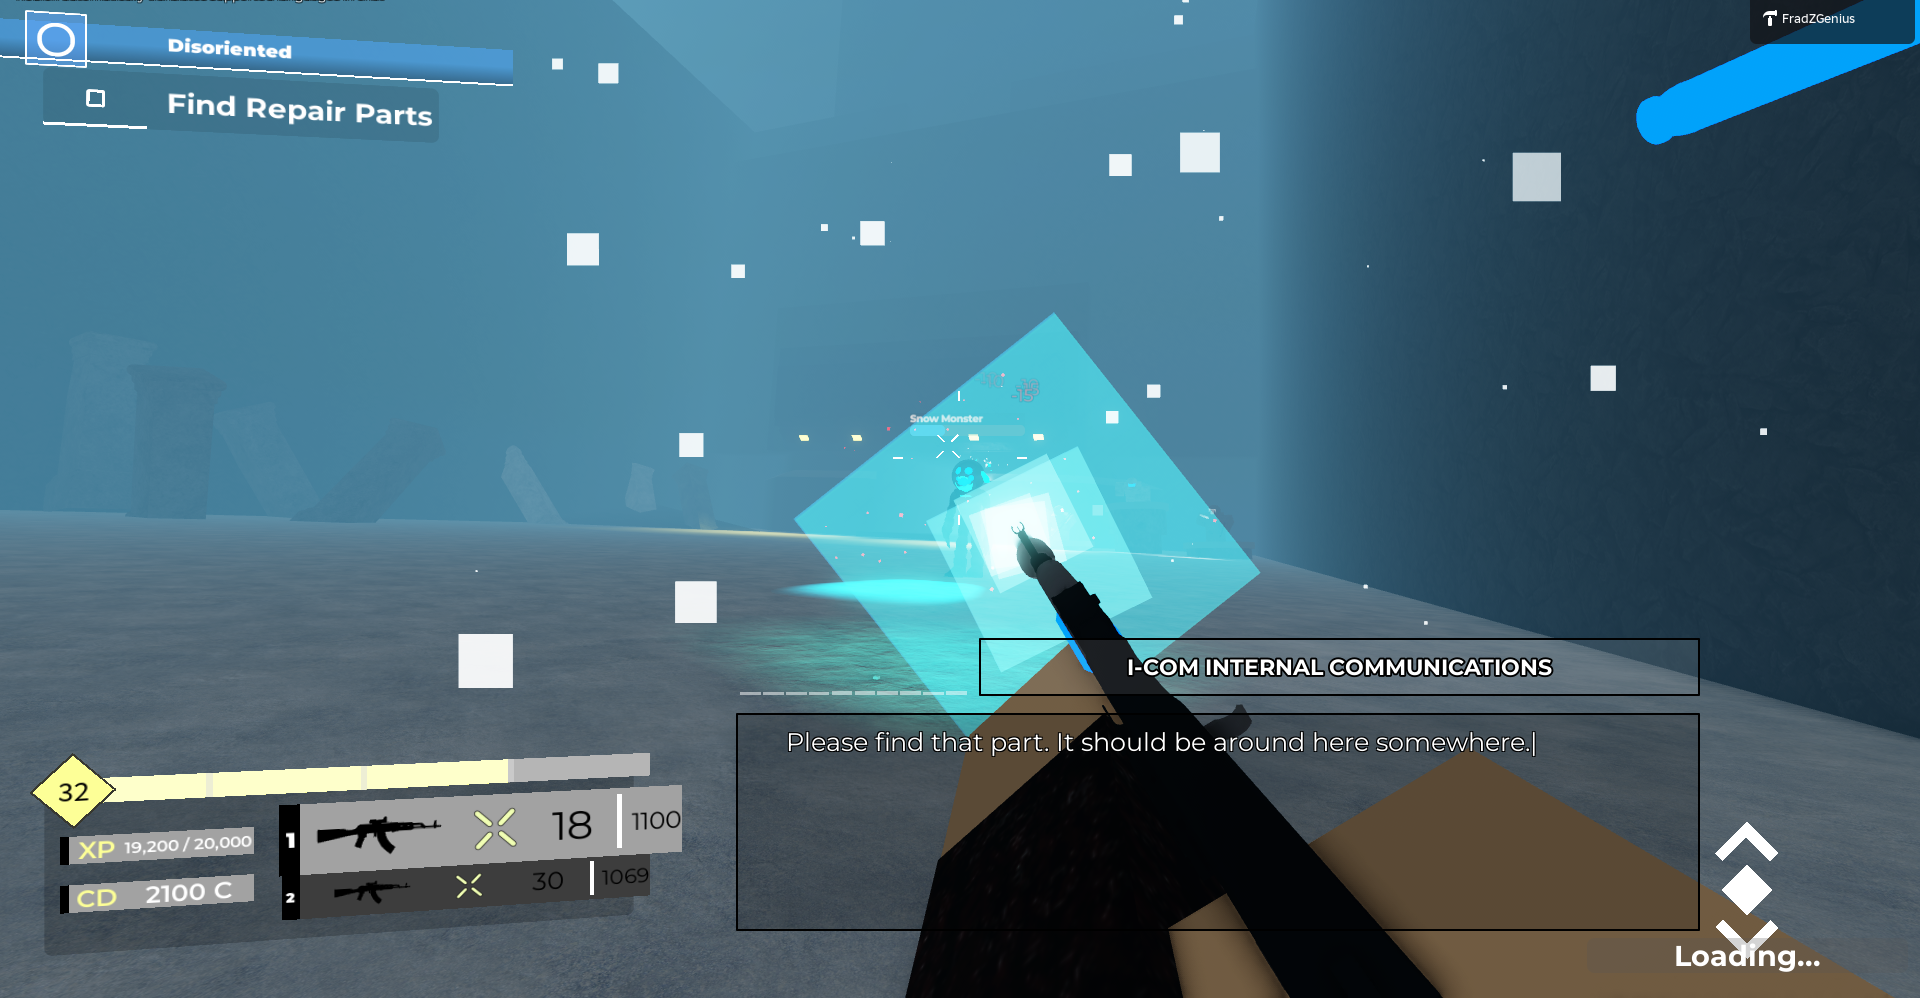 FradZGenius
Disoriented
Find Repair Parts
-15
Snow Monster
I-COM INTERNAL COMMUNICATIONS
Please find that part. It should be around here somewhere.|
32
XP 19,200 / 20,000
CD 2100 C
1 18 1100
2 30 1069
Loading...